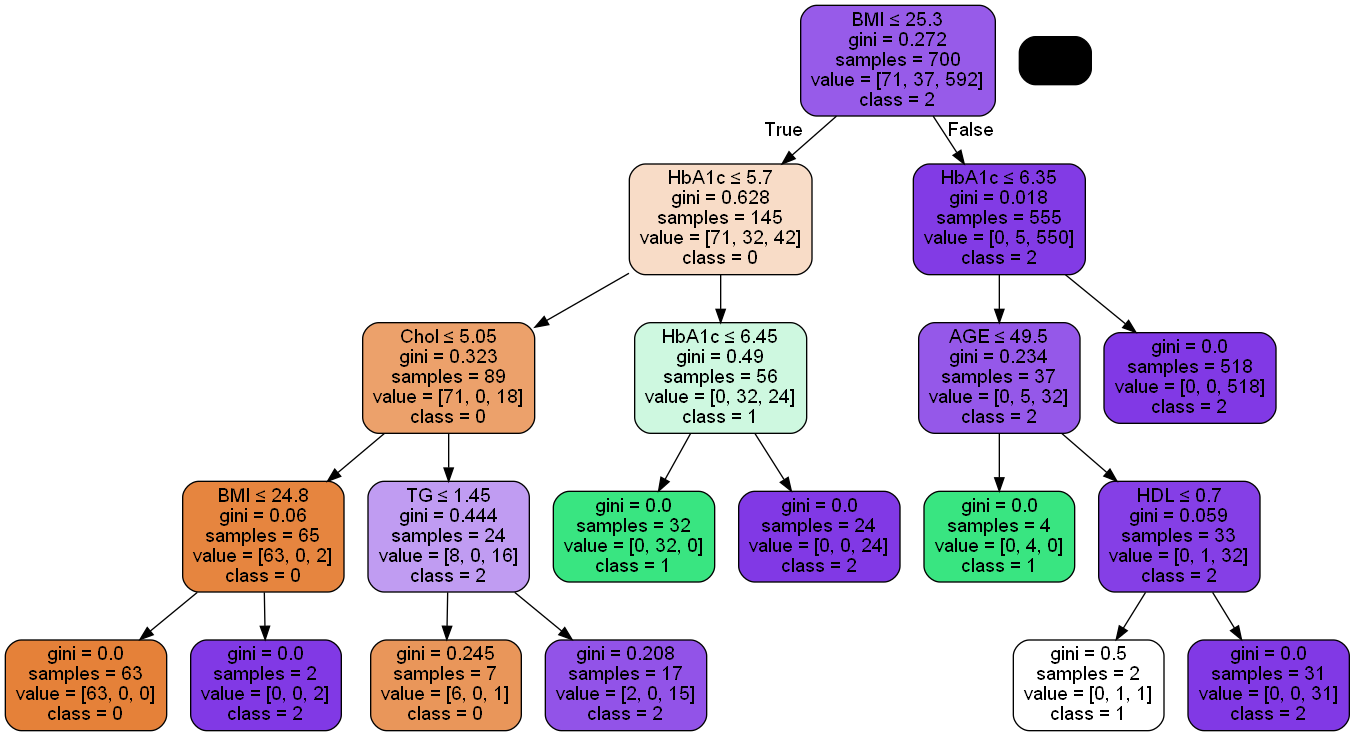 BMI ≤ 25.3
gini = 0.272
samples = 700
value = [71, 37, 592]
class = 2
True
False
HbA1c ≤ 5.7
gini = 0.628
samples = 145
value = [71, 32, 42]
class = 0
HbA1c ≤ 6.35
gini = 0.018
samples = 555
value = [0, 5, 550]
class = 2
Chol ≤ 5.05
gini = 0.323
samples = 89
value = [71, 0, 18]
class = 0
HbA1c ≤ 6.45
gini = 0.49
samples = 56
value = [0, 32, 24]
class = 1
AGE ≤ 49.5
gini = 0.234
samples = 37
value = [0, 5, 32]
class = 2
gini = 0.0
samples = 518
value = [0, 0, 518]
class = 2
BMI ≤ 24.8
gini = 0.06
samples = 65
value = [63, 0, 2]
class = 0
TG ≤ 1.45
gini = 0.444
samples = 24
value = [8, 0, 16]
class = 2
gini = 0.0
samples = 32
value = [0, 32, 0]
class = 1
gini = 0.0
samples = 24
value = [0, 0, 24]
class = 2
gini = 0.0
samples = 4
value = [0, 4, 0]
class = 1
HDL ≤ 0.7
gini = 0.059
samples = 33
value = [0, 1, 32]
class = 2
gini = 0.0
samples = 63
value = [63, 0, 0]
class = 0
gini = 0.0
samples = 2
value = [0, 0, 2]
class = 2
gini = 0.245
samples = 7
value = [6, 0, 1]
class = 0
gini = 0.208
samples = 17
value = [2, 0, 15]
class = 2
gini = 0.5
samples = 2
value = [0, 1, 1]
class = 1
gini = 0.0
samples = 31
value = [0, 0, 31]
class = 2